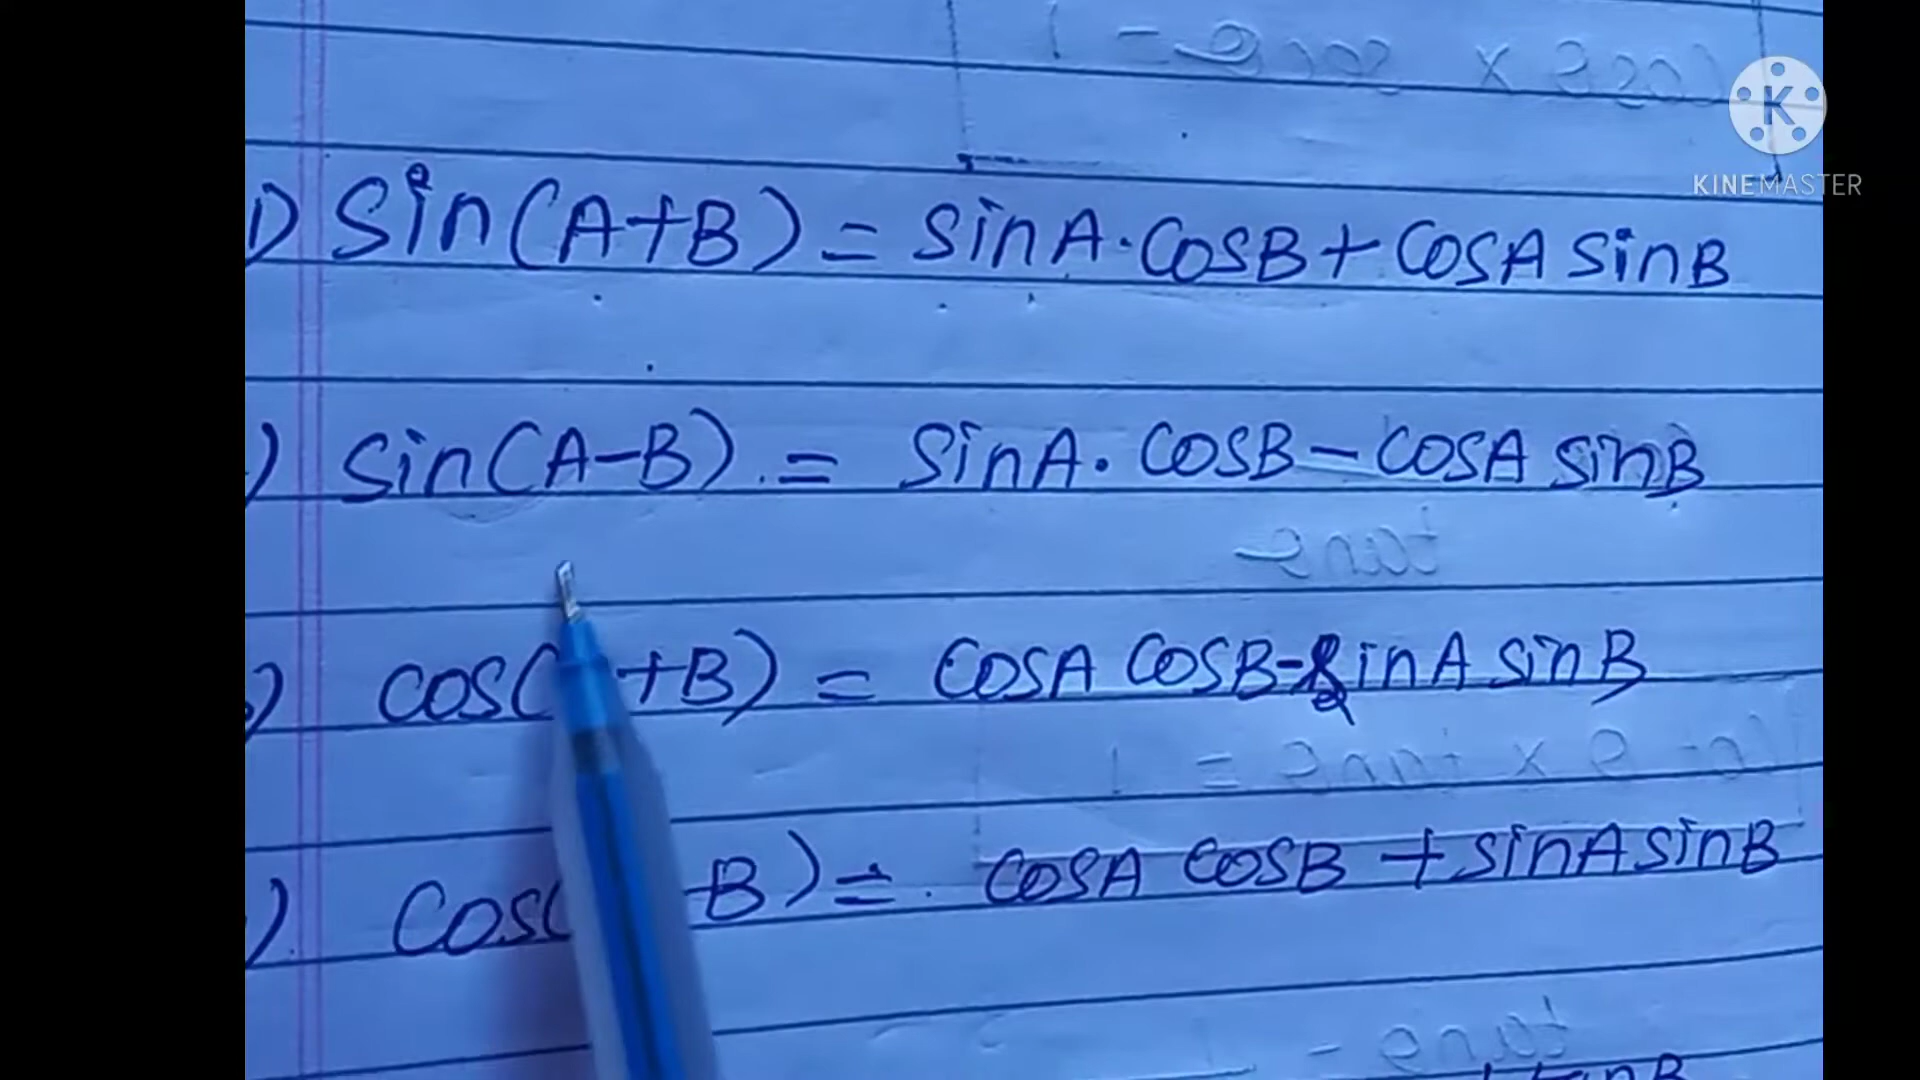 KINEMASTER
1) Sin(A+B) = sinA·cosB+cosA sinB
) sin(A-B) = sinA·cosB-cosA sinB
) cos( +B) = cosA cosB-sinA sinB
) cos( -B) = cosA cosB +sinA sinB